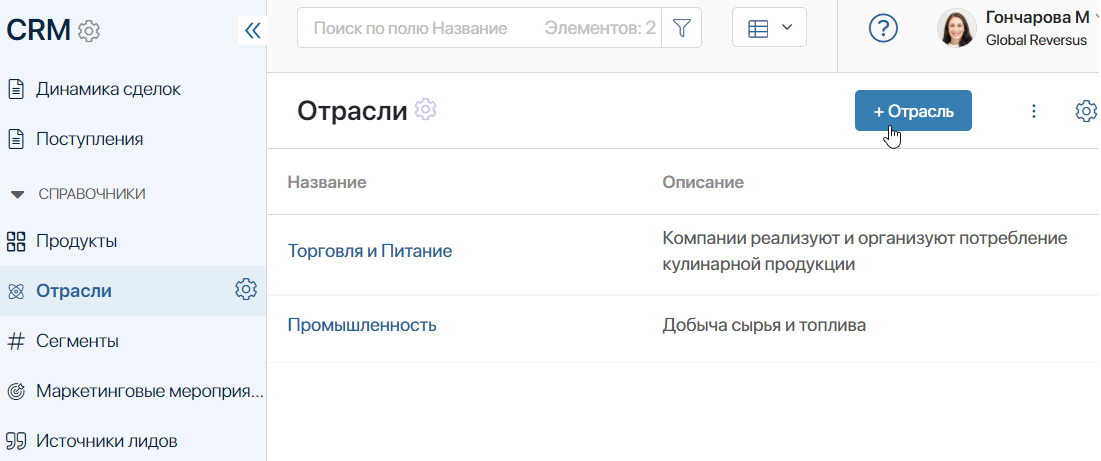 CRM
Поиск по полю Название Элементов: 2
Гончарова М
Global Reversus
Динамика сделок
Поступления
СПРАВОЧНИКИ
Продукты
Отрасли
Сегменты
Маркетинговые мероприя...
Источники лидов
Отрасли
+ Отрасль
Название Описание
Торговля и Питание
Компании реализуют и организуют потребление
кулинарной продукции
Промышленность Добыча сырья и топлива